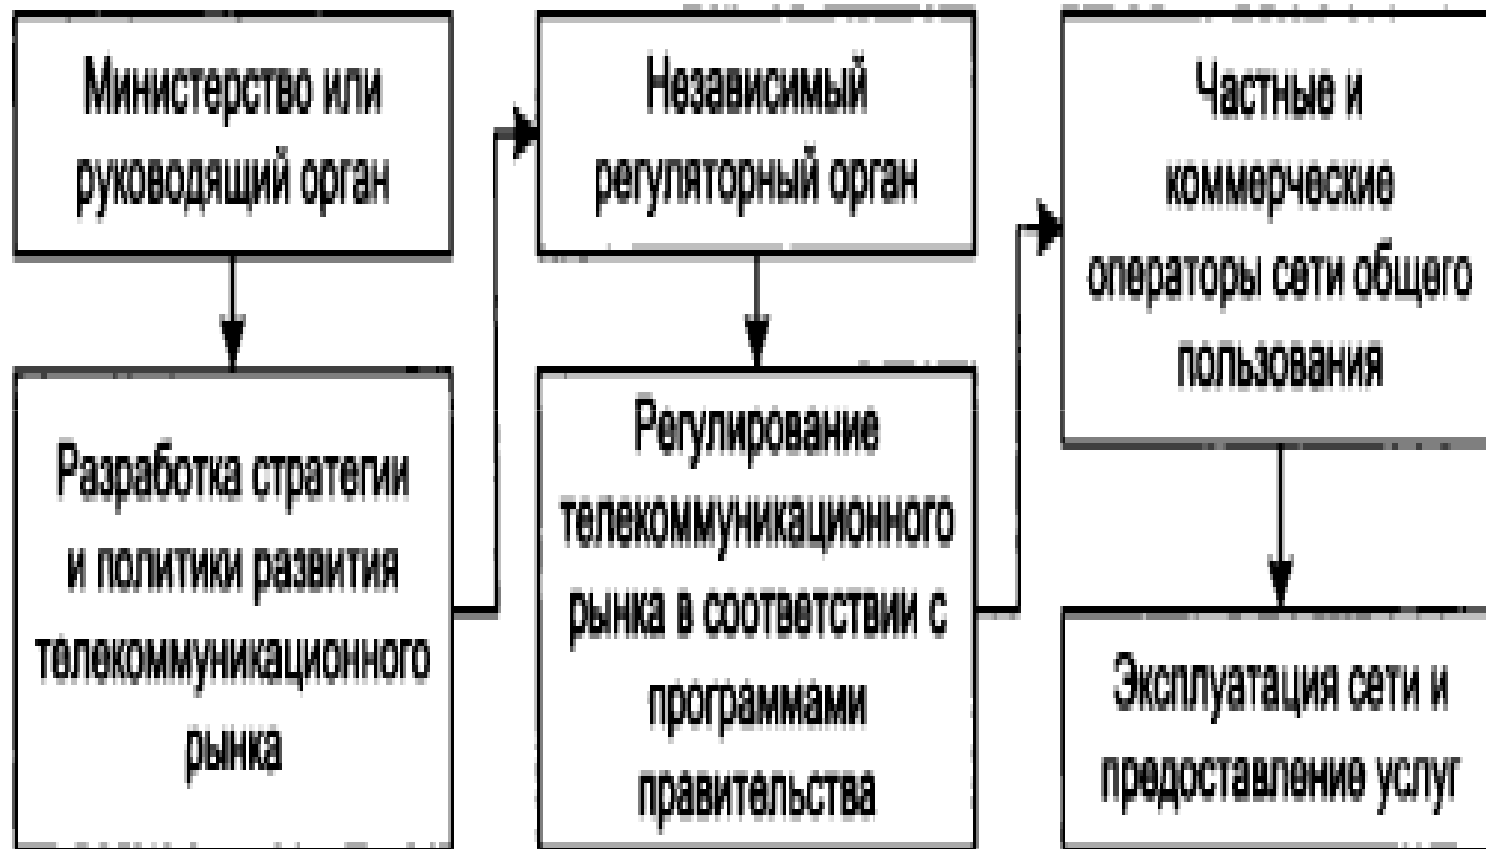 Министерство или
руководящий орган
Разработка стратегии
и политики развития
телекоммуникационного
рынка
Независимый
регуляторный орган
Регулирование
телекоммуникационного
рынка в соответствии с
программами
правительства
Частные и
коммерческие
операторы сети общего
пользования
Эксплуатация сети и
предоставление услуг